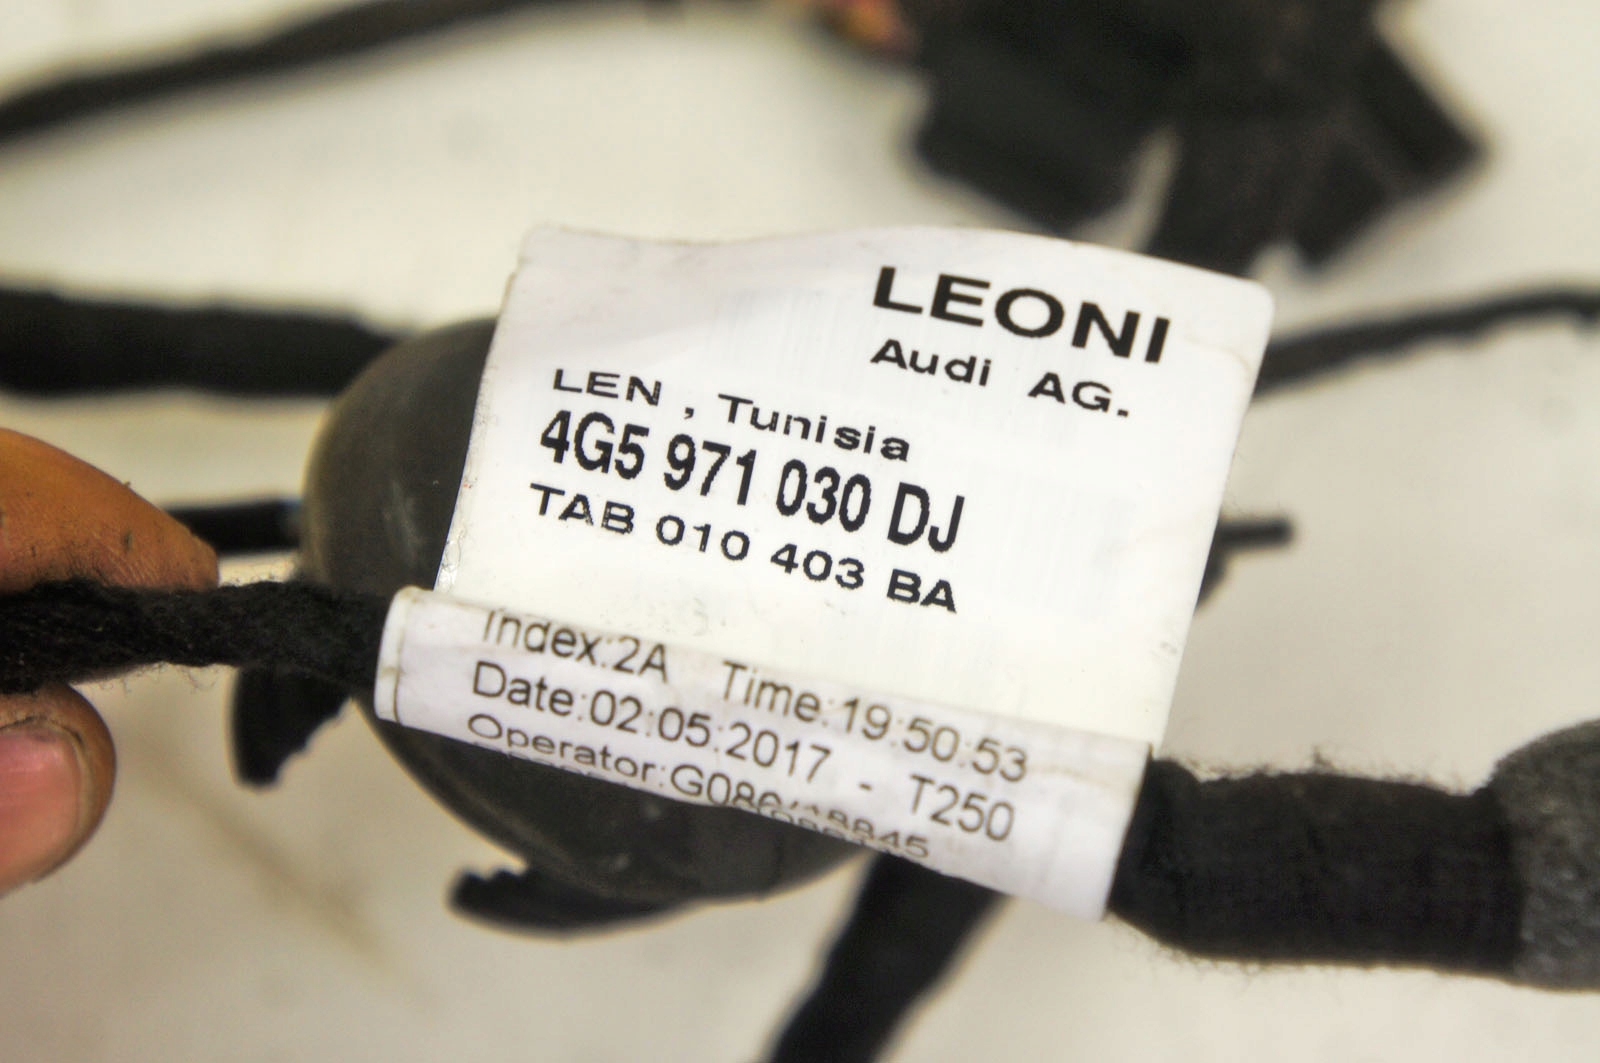 LEONI
Audi AG.
LEN , Tunisia
4G5 971 030 DJ
TAB 010 403 BA
Index:2A Time:19:50:53
Date:02.05.2017 - T250
Operator:G086/18845